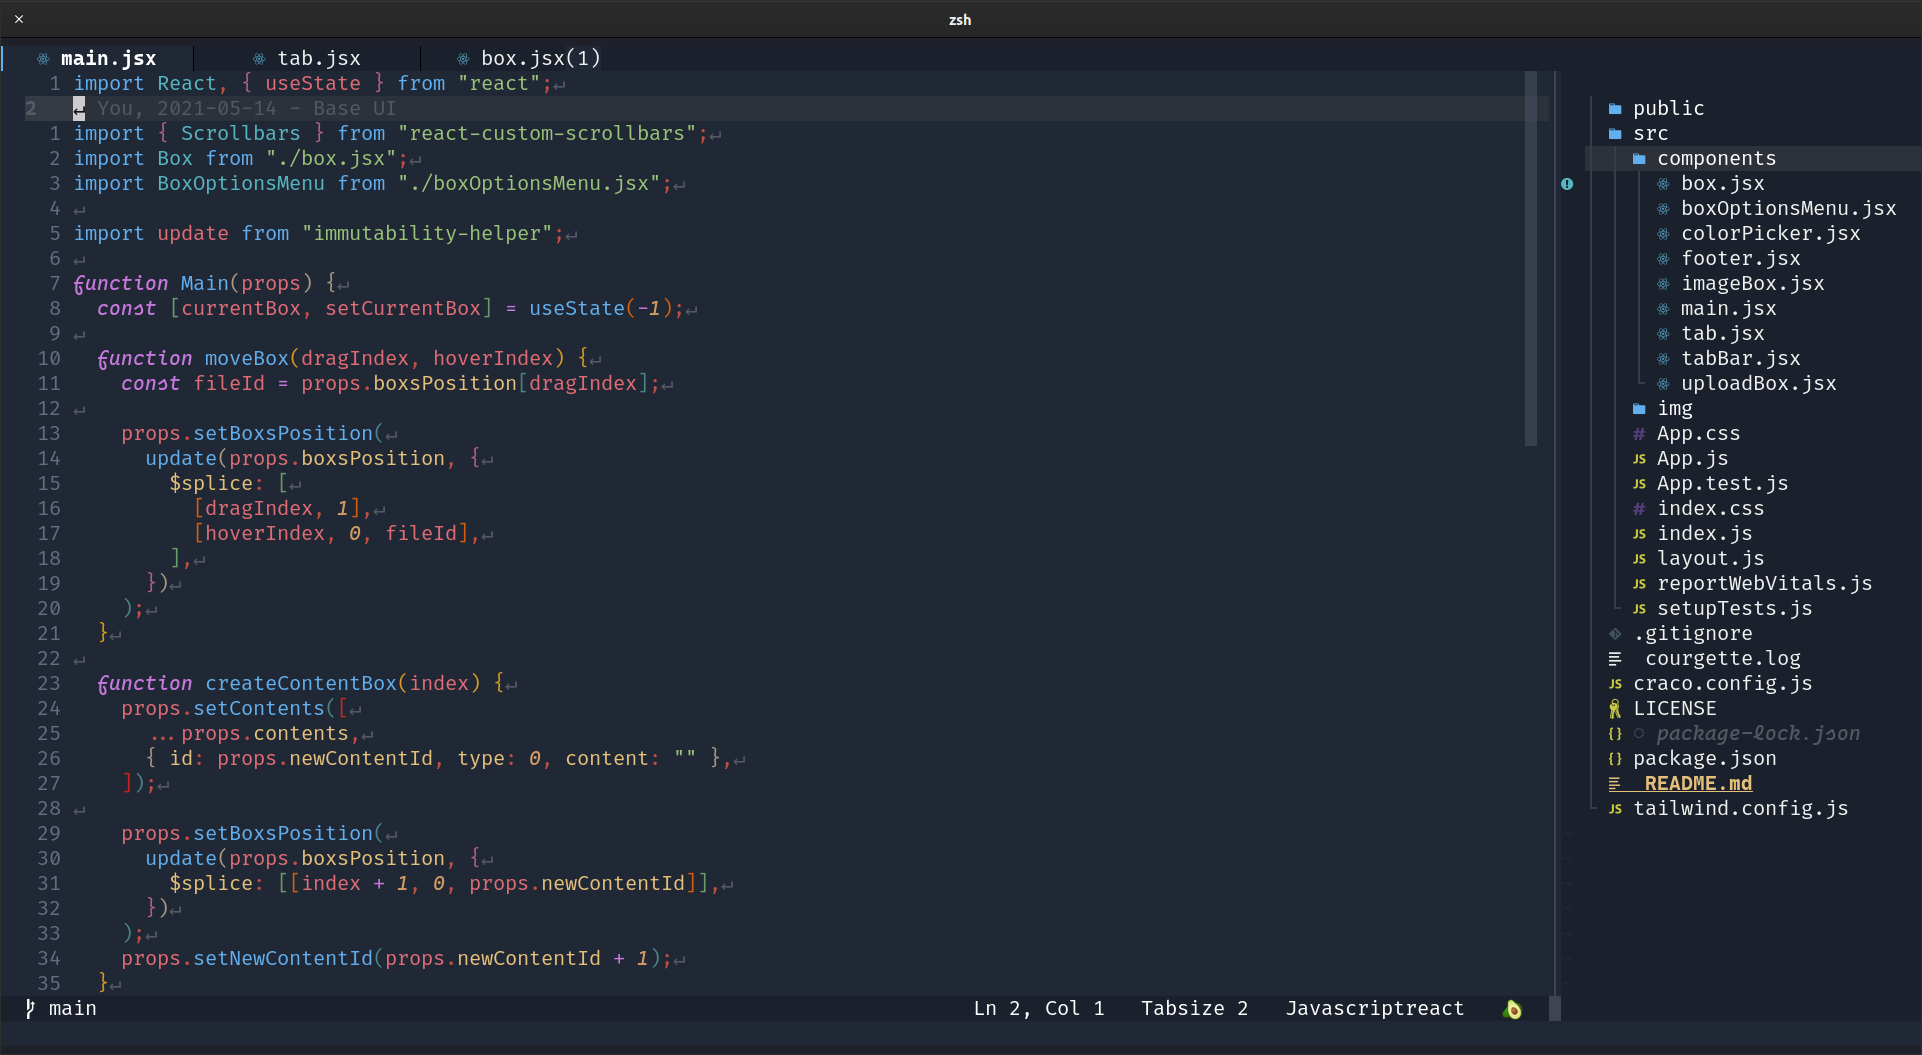 × zsh
main.jsx tab.jsx box.jsx(1)
1 import React, { useState } from "react";↵
2 ↵ You, 2021-05-14 - Base UI
1 import { Scrollbars } from "react-custom-scrollbars";↵
2 import Box from "./box.jsx";↵
3 import BoxOptionsMenu from "./boxOptionsMenu.jsx";↵
4 ↵
5 import update from "immutability-helper";↵
6 ↵
7 function Main(props) {↵
8   const [currentBox, setCurrentBox] = useState(-1);↵
9 ↵
10   function moveBox(dragIndex, hoverIndex) {↵
11     const fileId = props.boxsPosition[dragIndex];↵
12 ↵
13     props.setBoxsPosition(↵
14       update(props.boxsPosition, {↵
15         $splice: [↵
16           [dragIndex, 1],↵
17           [hoverIndex, 0, fileId],↵
18         ],↵
19       })↵
20     );↵
21   }↵
22 ↵
23   function createContentBox(index) {↵
24     props.setContents([↵
25       ...props.contents,↵
26       { id: props.newContentId, type: 0, content: "" },↵
27     ]);↵
28 ↵
29     props.setBoxsPosition(↵
30       update(props.boxsPosition, {↵
31         $splice: [[index + 1, 0, props.newContentId]],↵
32       })↵
33     );↵
34     props.setNewContentId(props.newContentId + 1);↵
35   }↵
public
src
components
box.jsx
boxOptionsMenu.jsx
colorPicker.jsx
footer.jsx
imageBox.jsx
main.jsx
tab.jsx
tabBar.jsx
uploadBox.jsx
img
# App.css
JS App.js
JS App.test.js
# index.css
JS index.js
JS layout.js
JS reportWebVitals.js
JS setupTests.js
.gitignore
courgette.log
JS craco.config.js
LICENSE
{} package-lock.json
{} package.json
README.md
JS tailwind.config.js
main Ln 2, Col 1 Tabsize 2 Javascriptreact